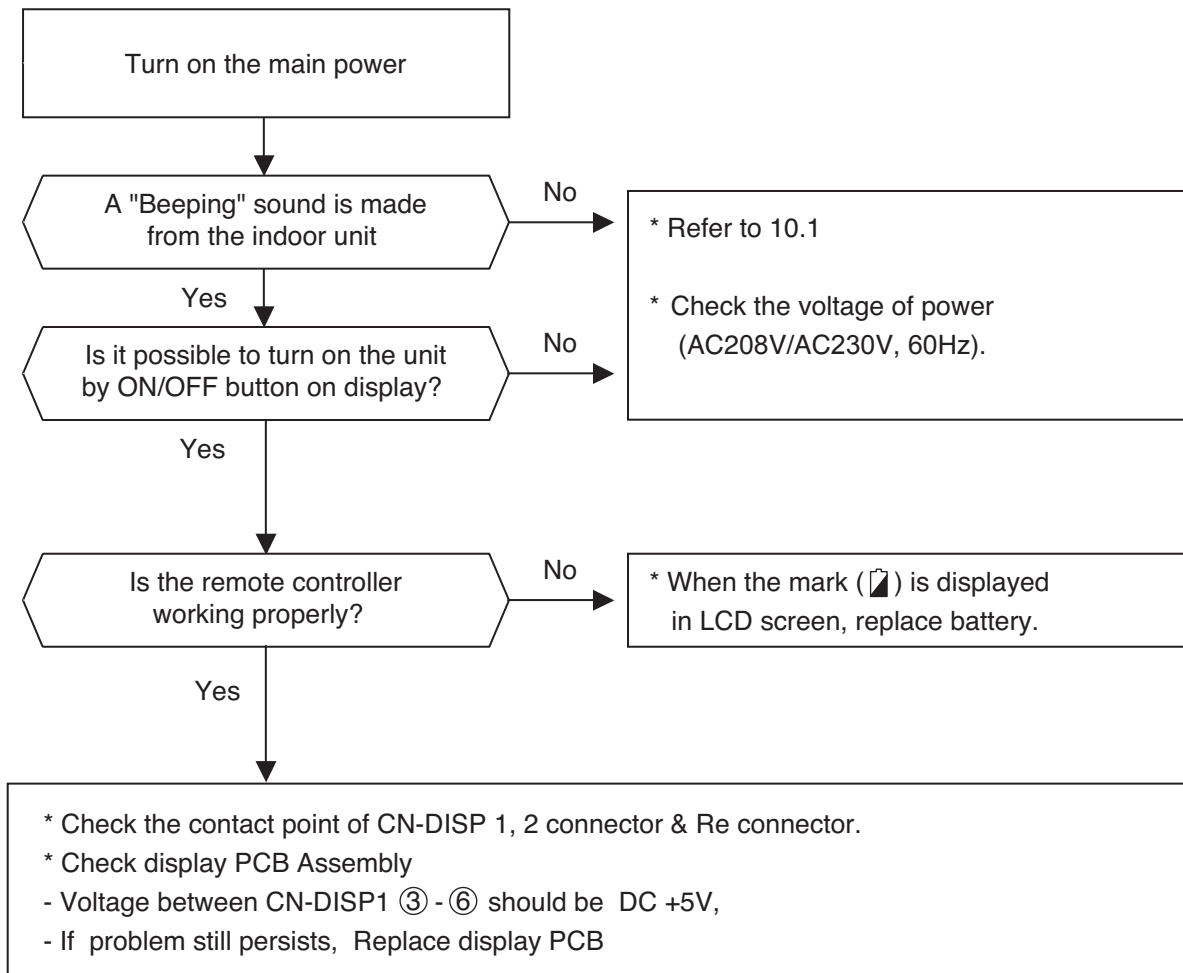 Turn on the main power
A "Beeping" sound is made
from the indoor unit
No
* Refer to 10.1
* Check the voltage of power
(AC208V/AC230V, 60Hz).
Yes
Is it possible to turn on the unit
by ON/OFF button on display?
No
Yes
Is the remote controller
working properly?
No
* When the mark ( ) is displayed
in LCD screen, replace battery.
Yes
* Check the contact point of CN-DISP 1, 2 connector & Re connector.
* Check display PCB Assembly
- Voltage between CN-DISP1 ③ - ⑥ should be DC +5V,
- If problem still persists, Replace display PCB